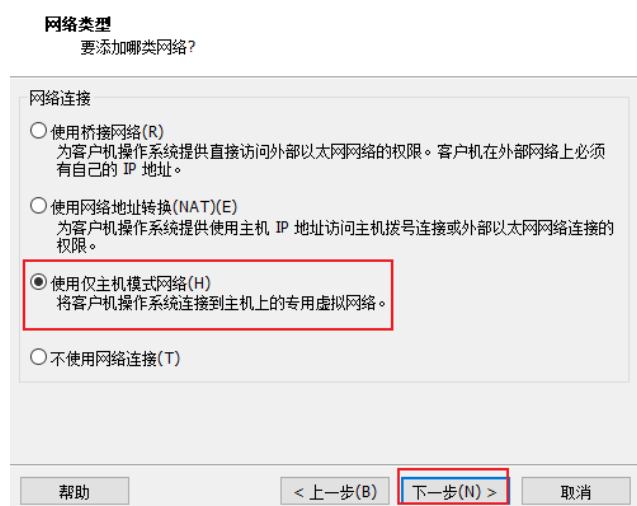 网络类型
要添加哪类网络?
网络连接
使用桥接网络(R)
为客户机操作系统提供直接访问外部以太网网络的权限。客户机在外部网络上必须
有自己的 IP 地址。
使用网络地址转换(NAT)(E)
为客户机操作系统提供使用主机 IP 地址访问主机拨号连接或外部以太网网络连接的
权限。
使用仅主机模式网络(H)
将客户机操作系统连接到主机上的专用虚拟网络。
不使用网络连接(T)
帮助
< 上一步(B)
下一步(N) >
取消